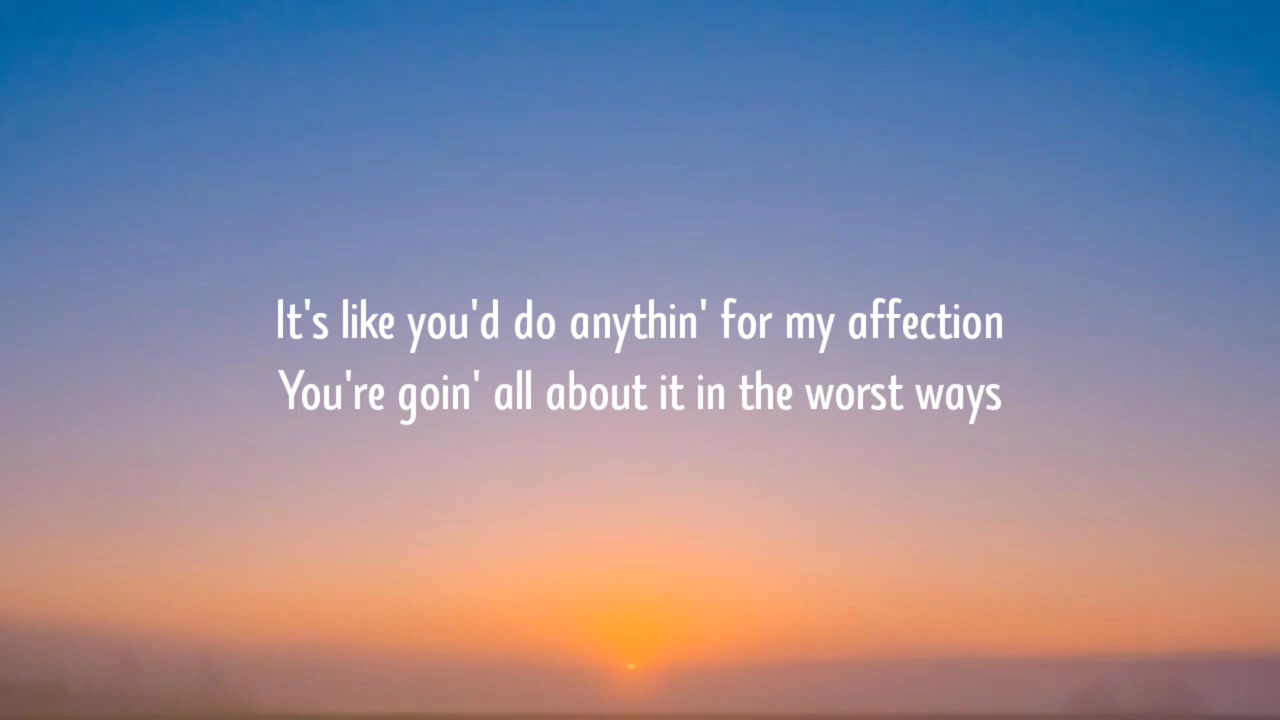 It's like you'd do anythin' for my affection
You're goin' all about it in the worst ways